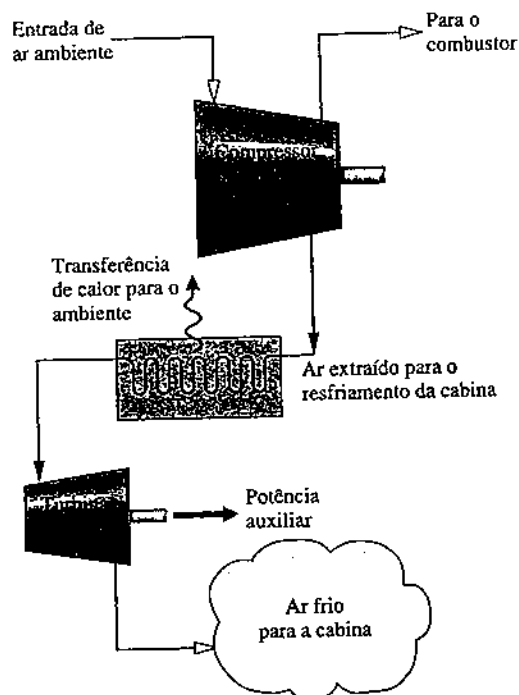 Entrada de
ar ambiente
Para o
combustor
Compressor
Transferência
de calor para o
ambiente
Ar extraído para o
resfriamento da cabina
Potência
auxiliar
Ar frio
para a cabina